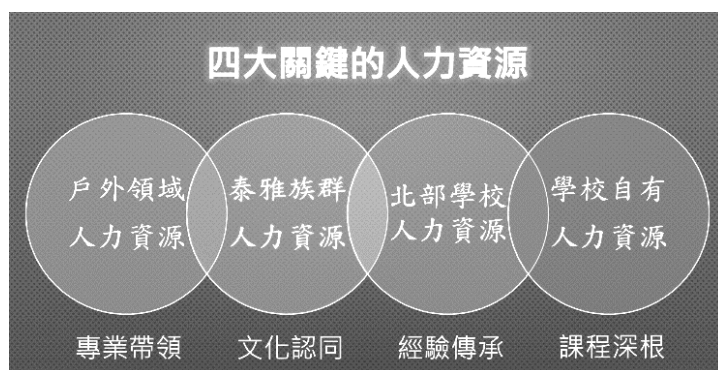 四大關鍵的人力資源
戶外領域
人力資源
泰雅族群
人力資源
北部學校
人力資源
學校自有
人力資源
專業帶領
文化認同
經驗傳承
課程深根